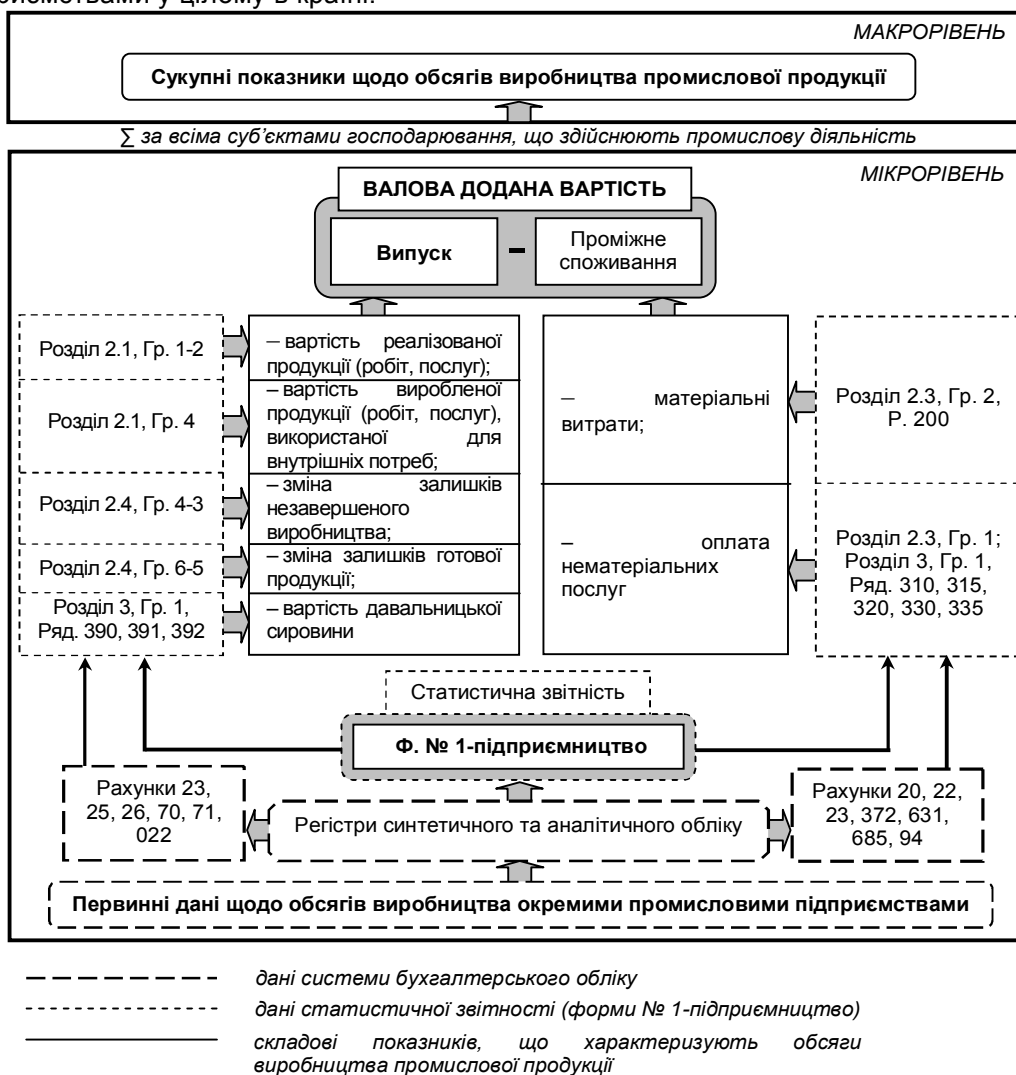 приємствами у цілому в країні.
МАКРОРІВЕНЬ
Сукупні показники щодо обсягів виробництва промислової продукції
∑ за всіма суб’єктами господарювання, що здійснюють промислову діяльність
МІКРОРІВЕНЬ
ВАЛОВА ДОДАНА ВАРТІСТЬ
Випуск
–
Проміжне
споживання
Розділ 2.1, Гр. 1-2
Розділ 2.1, Гр. 4
Розділ 2.4, Гр. 4-3
Розділ 2.4, Гр. 6-5
Розділ 3, Гр. 1,
Ряд. 390, 391, 392
– вартість реалізованої
продукції (робіт, послуг);
– вартість виробленої
продукції (робіт, послуг),
використаної для
внутрішніх потреб;
– зміна залишків
незавершеного
виробництва;
– зміна залишків готової
продукції;
– вартість давальницької
сировини
– матеріальні
витрати;
– оплата
нематеріальних
послуг
Розділ 2.3, Гр. 2,
Р. 200
Розділ 2.3, Гр. 1;
Розділ 3, Гр. 1,
Ряд. 310, 315,
320, 330, 335
Статистична звітність
Ф. № 1-підприємництво
Рахунки 23,
25, 26, 70, 71,
022
Регістри синтетичного та аналітичного обліку
Рахунки 20, 22,
23, 372, 631,
685, 94
Первинні дані щодо обсягів виробництва окремими промисловими підприємствами
дані системи бухгалтерського обліку
дані статистичної звітності (форми № 1-підприємництво)
складові показників, що характеризують обсяги
виробництва промислової продукції